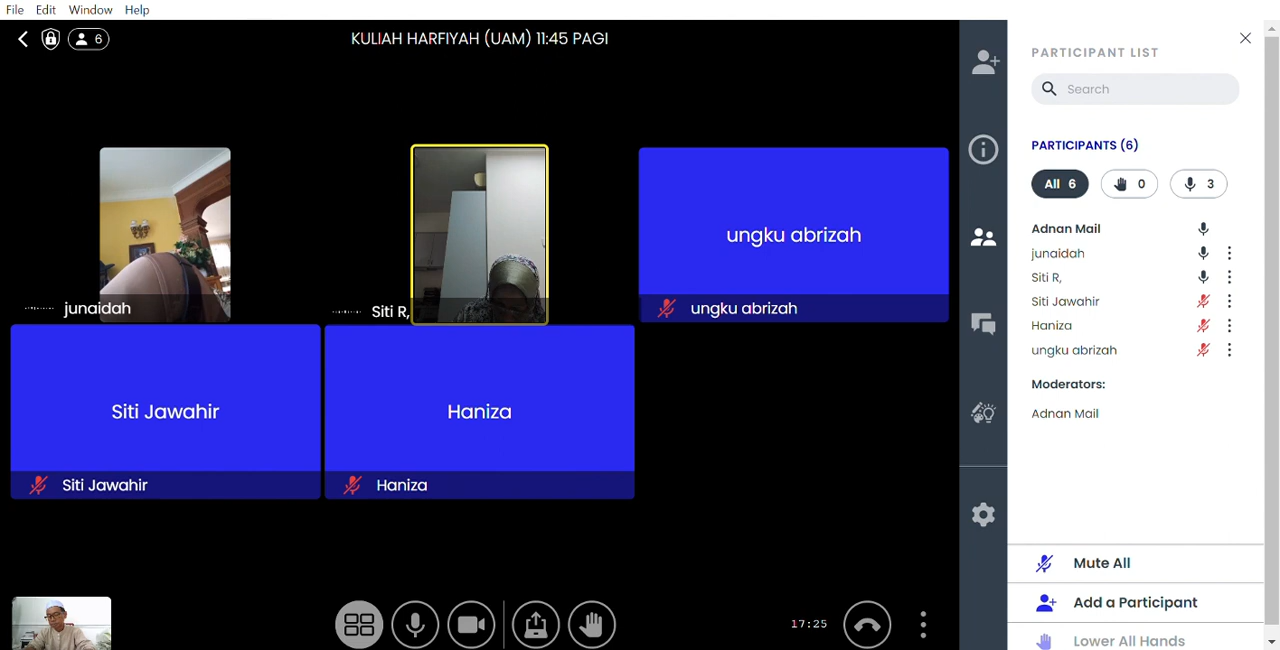 File Edit Window Help
6
KULIAH HARFIYAH (UAM) 11:45 PAGI
junaidah
Siti R,
ungku abrizah
ungku abrizah
Siti Jawahir
Siti Jawahir
Haniza
Haniza
17:25
PARTICIPANT LIST
Search
PARTICIPANTS (6)
All 6 0 3
Adnan Mail
junaidah
Siti R,
Siti Jawahir
Haniza
ungku abrizah
Moderators:
Adnan Mail
Mute All
Add a Participant
Lower All Hands